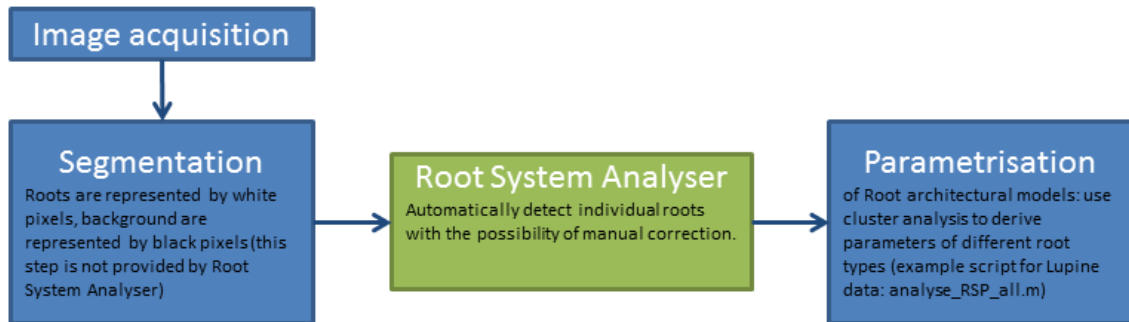 Image acquisition
Segmentation
Roots are represented by white
pixels, background are
represented by black pixels (this
step is not provided by Root
System Analyser)
Root System Analyser
Automatically detect individual roots
with the possibility of manual correction.
Parametrisation
of Root architectural models: use
cluster analysis to derive
parameters of different root
types (example script for Lupine
data: analyse_RSP_all.m)